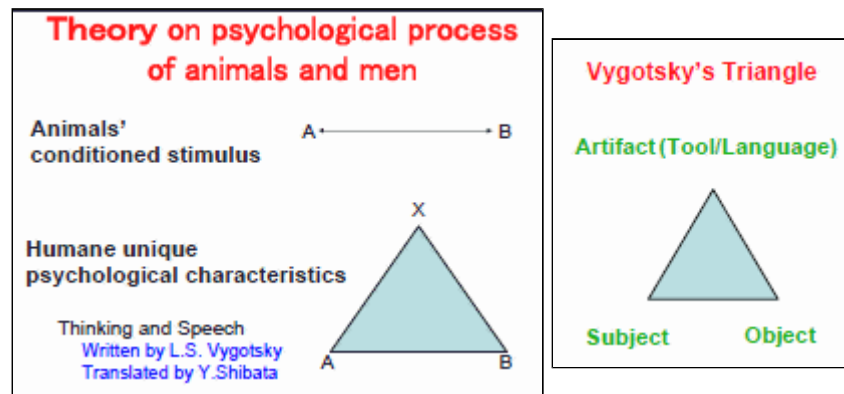 Theory on psychological process
of animals and men
Animals'
conditioned stimulus
A
B
X
Humane unique
psychological characteristics
Thinking and Speech
Written by L.S. Vygotsky
Translated by Y.Shibata
A
B
Vygotsky's Triangle
Artifact(Tool/Language)
Subject
Object